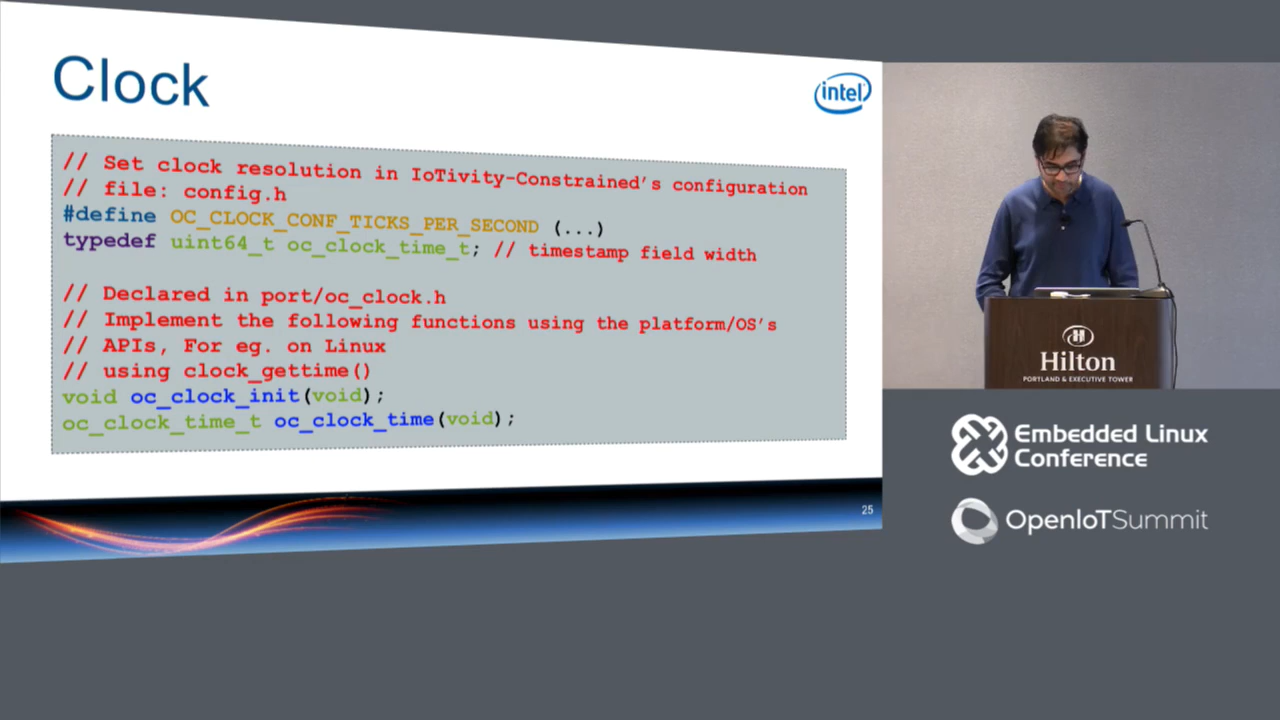 Clock
intel
// Set clock resolution in IoTivity-Constrained's configuration
// file: config.h
#define OC_CLOCK_CONF_TICKS_PER_SECOND (...)
typedef uint64_t oc_clock_time_t; // timestamp field width
// Declared in port/oc_clock.h
// Implement the following functions using the platform/OS's
// APIs, For eg. on Linux
// using clock_gettime()
void oc_clock_init(void);
oc_clock_time_t oc_clock_time(void);
25
H
Hilton
PORTLAND & EXECUTIVE TOWER
Embedded Linux
Conference
OpenIoTSummit